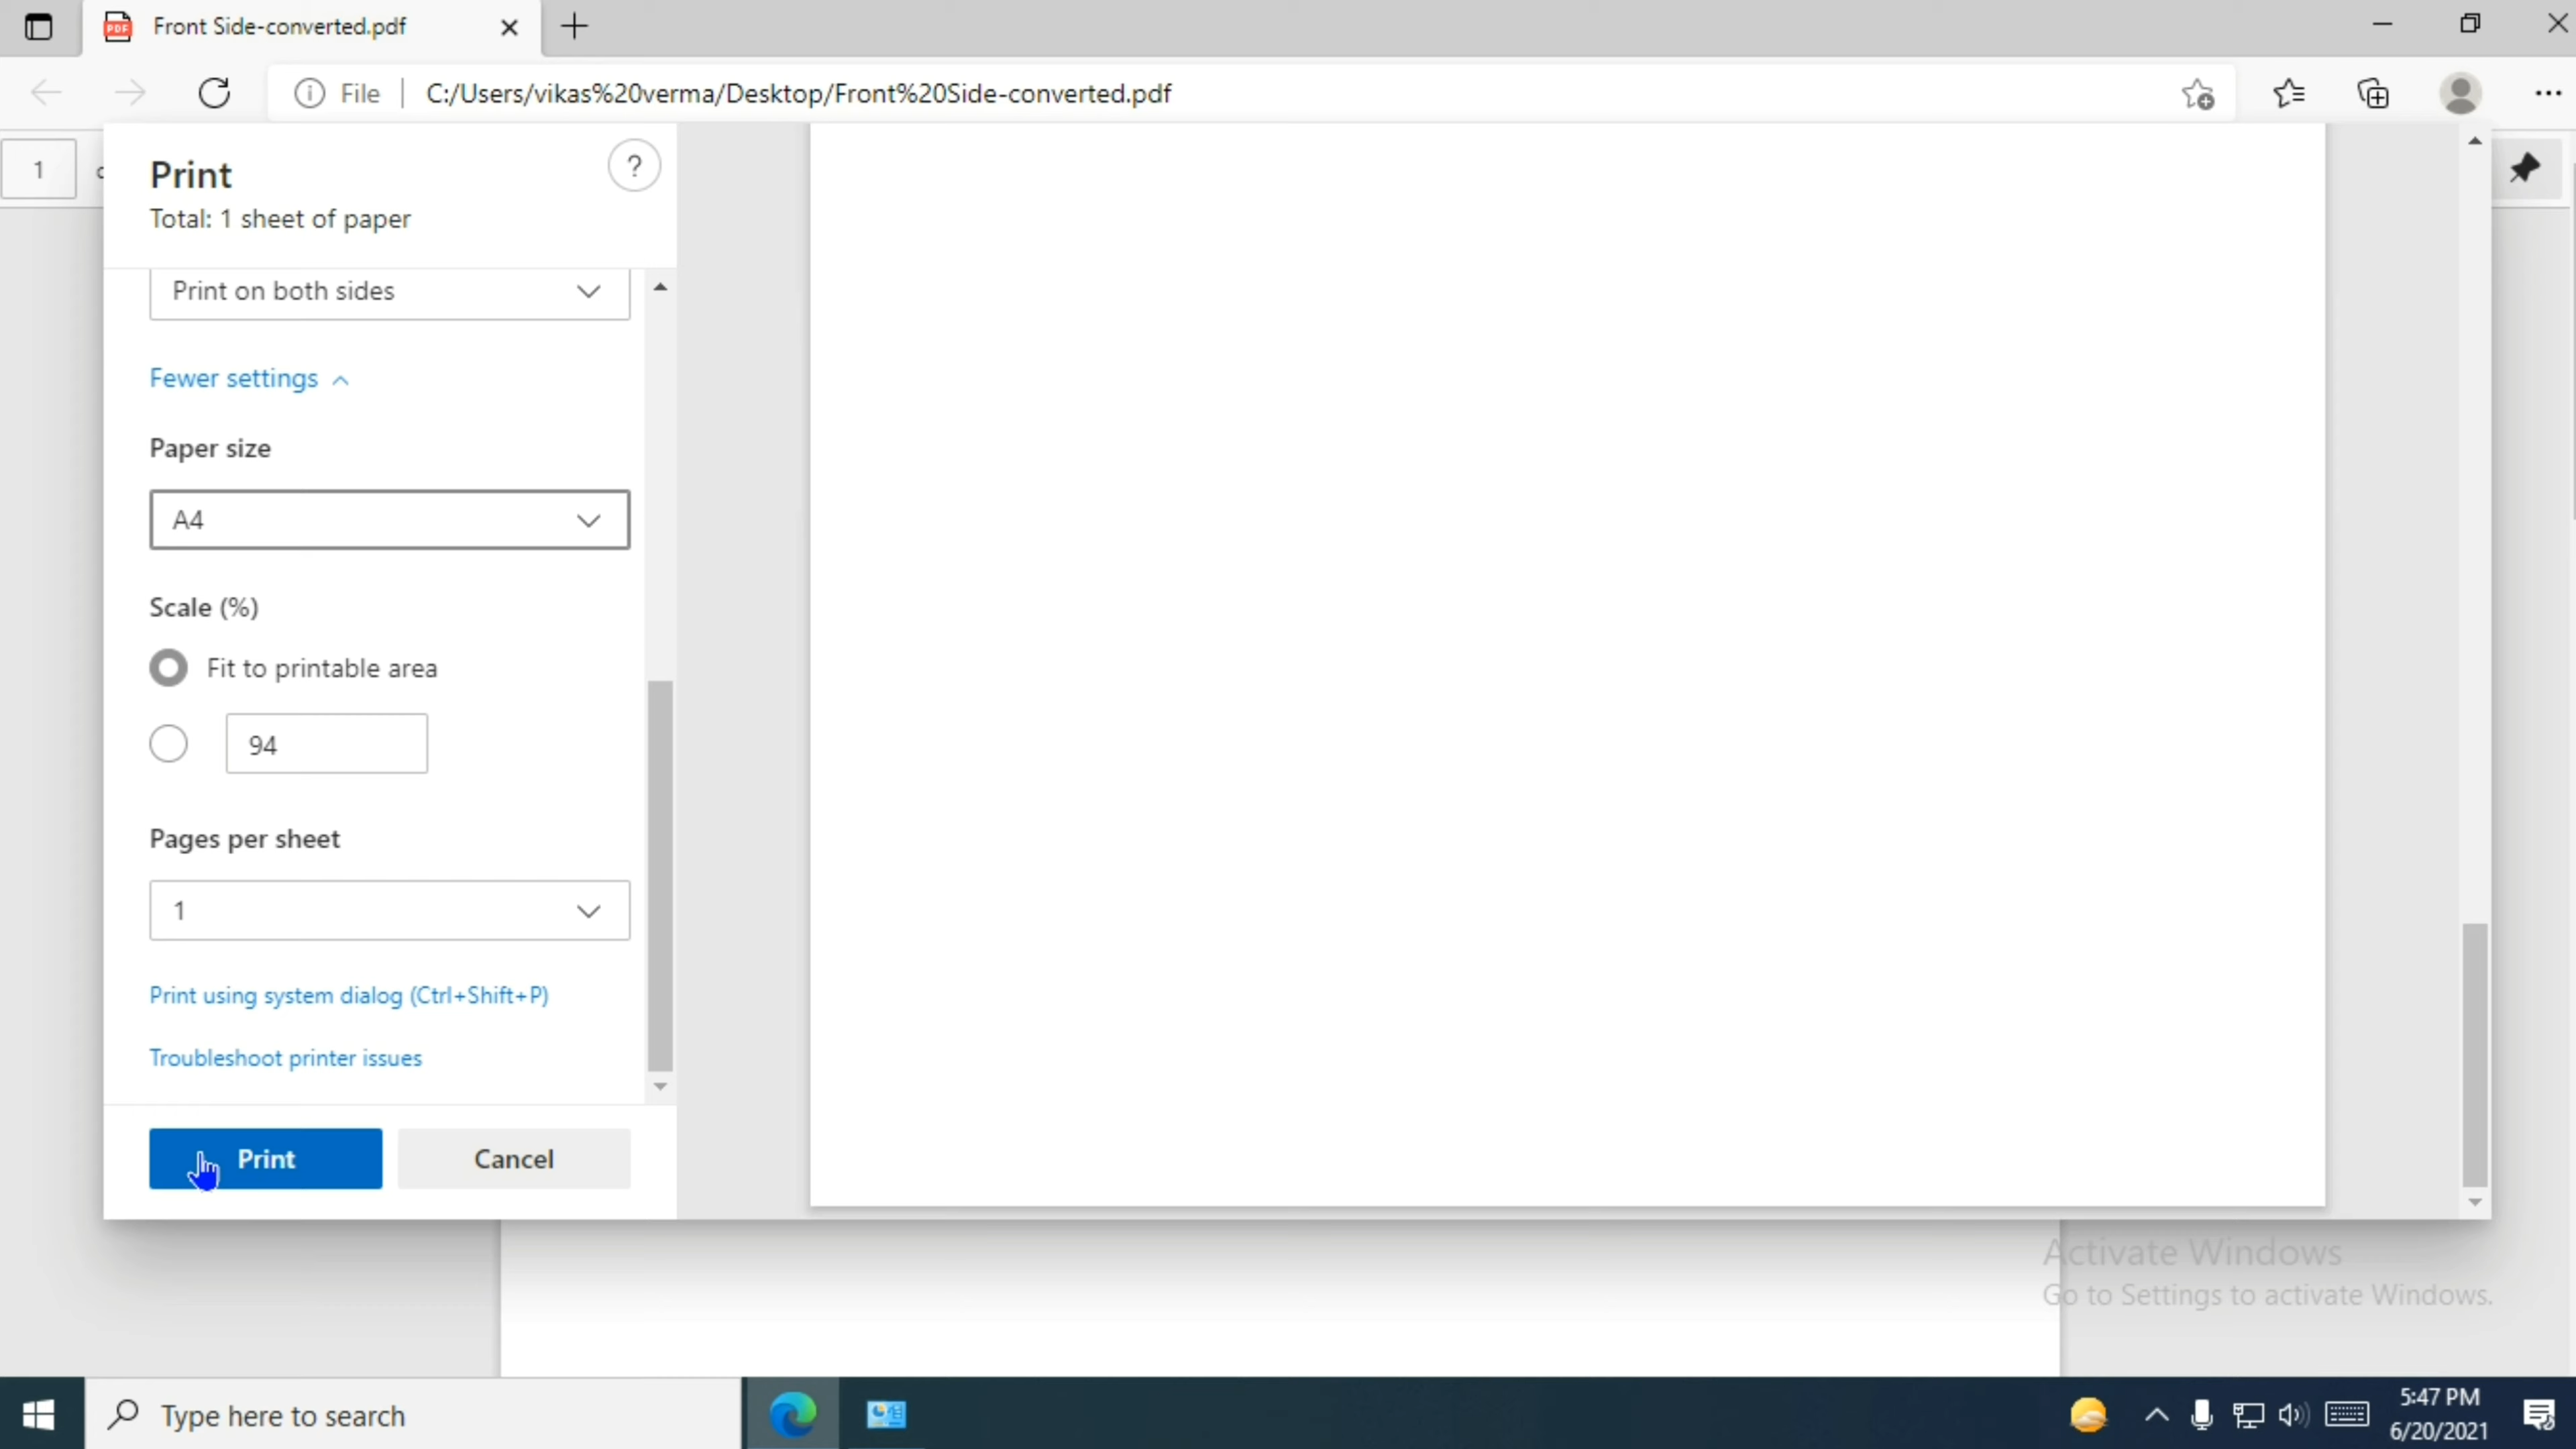 Front Side-converted.pdf
File
C:/Users/vikas%20verma/Desktop/Front%20Side-converted.pdf
1
Print
?
Total: 1 sheet of paper
Print on both sides
Fewer settings
Paper size
A4
Scale (%)
Fit to printable area
94
Pages per sheet
1
Print using system dialog (Ctrl+Shift+P)
Troubleshoot printer issues
Print
Cancel
Activate Windows
Go to Settings to activate Windows.
Type here to search
5:47 PM
6/20/2021